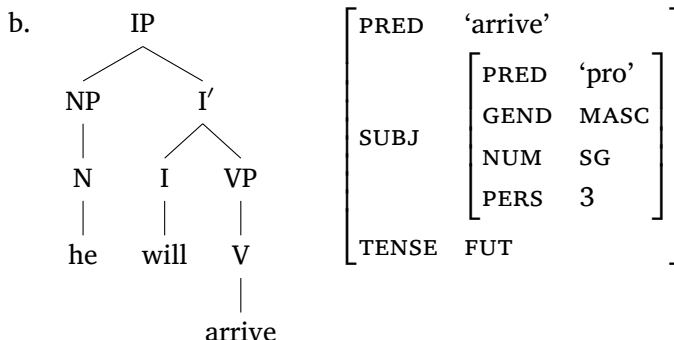 b. IP
NP I′
N I VP
he will V
arrive
PRED ‘arrive’
SUBJ
PRED ‘pro’
GEND MASC
NUM SG
PERS 3
TENSE FUT